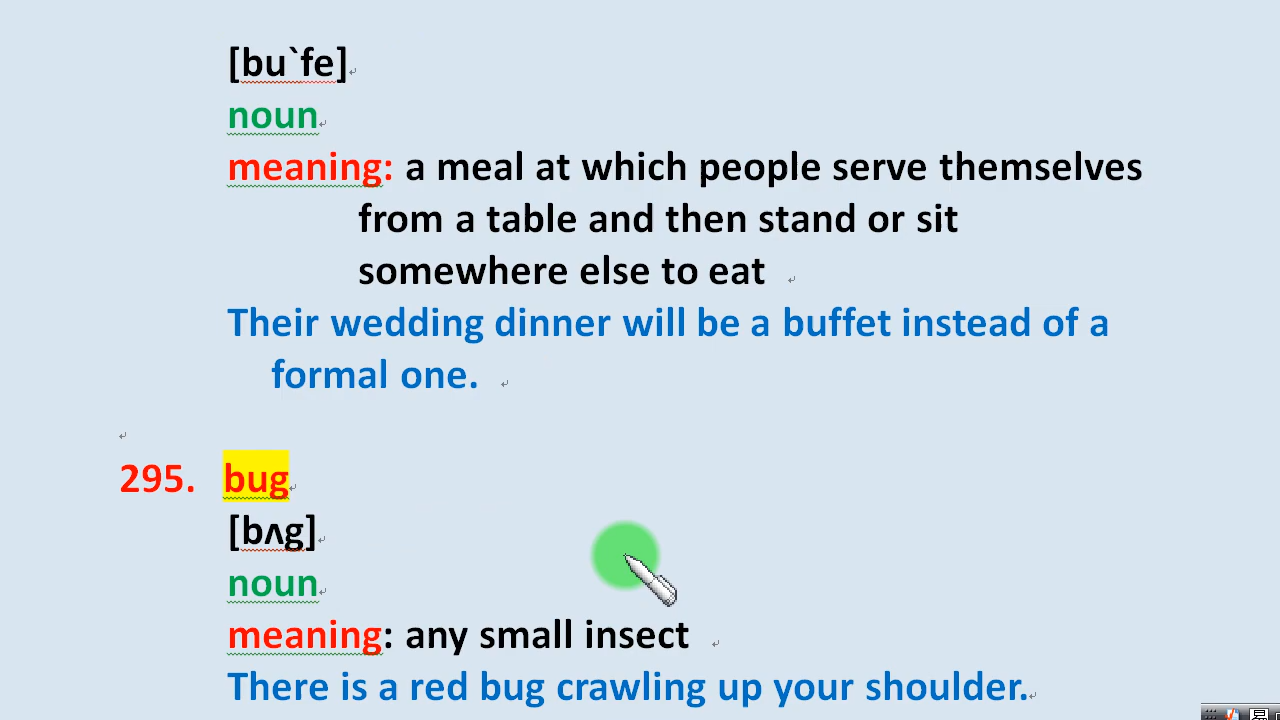 [bu`fe]
noun
meaning: a meal at which people serve themselves
from a table and then stand or sit
somewhere else to eat
Their wedding dinner will be a buffet instead of a
formal one.
295. bug
[bʌg]
noun
meaning: any small insect
There is a red bug crawling up your shoulder.